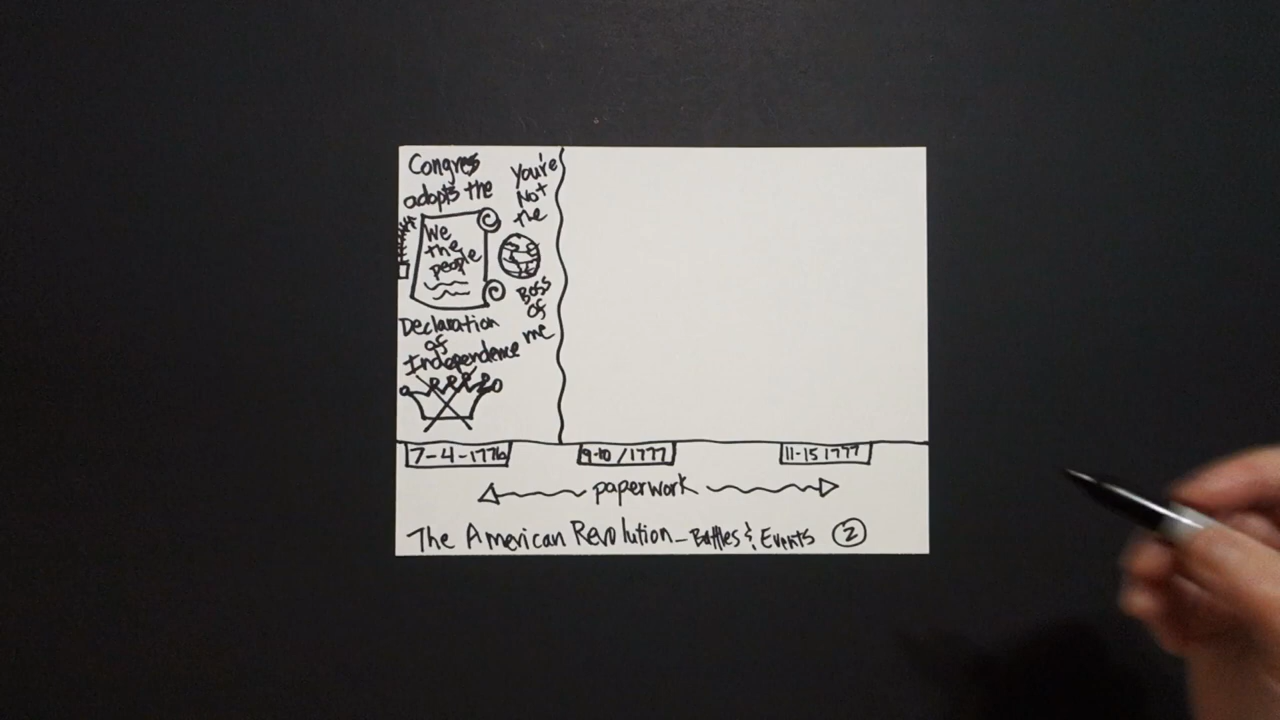 Congres
adopts the
We
the
people
Declaration
of
Independence
You're
Not
the
Boss
of
me
7-4-1776
9-10/1777
11-15 1777
paperwork
The American Revolution - Battles & Events 2